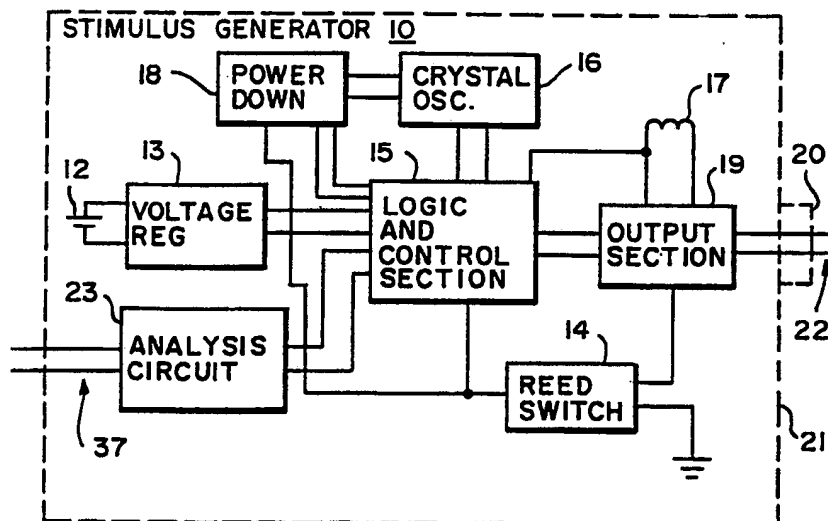 STIMULUS GENERATOR 10
18
POWER
DOWN
CRYSTAL
OSC.
16
17
12
13
VOLTAGE
REG
15
LOGIC
AND
CONTROL
SECTION
19
OUTPUT
SECTION
20
22
23
ANALYSIS
CIRCUIT
37
14
REED
SWITCH
21